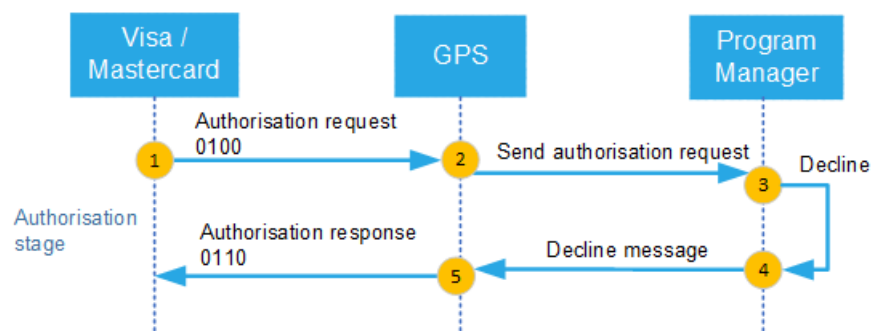 Visa /
Mastercard
GPS
Program
Manager
Authorisation request
0100
Send authorisation request
Decline
1
2
3
Authorisation
stage
Authorisation response
0110
Decline message
5
4